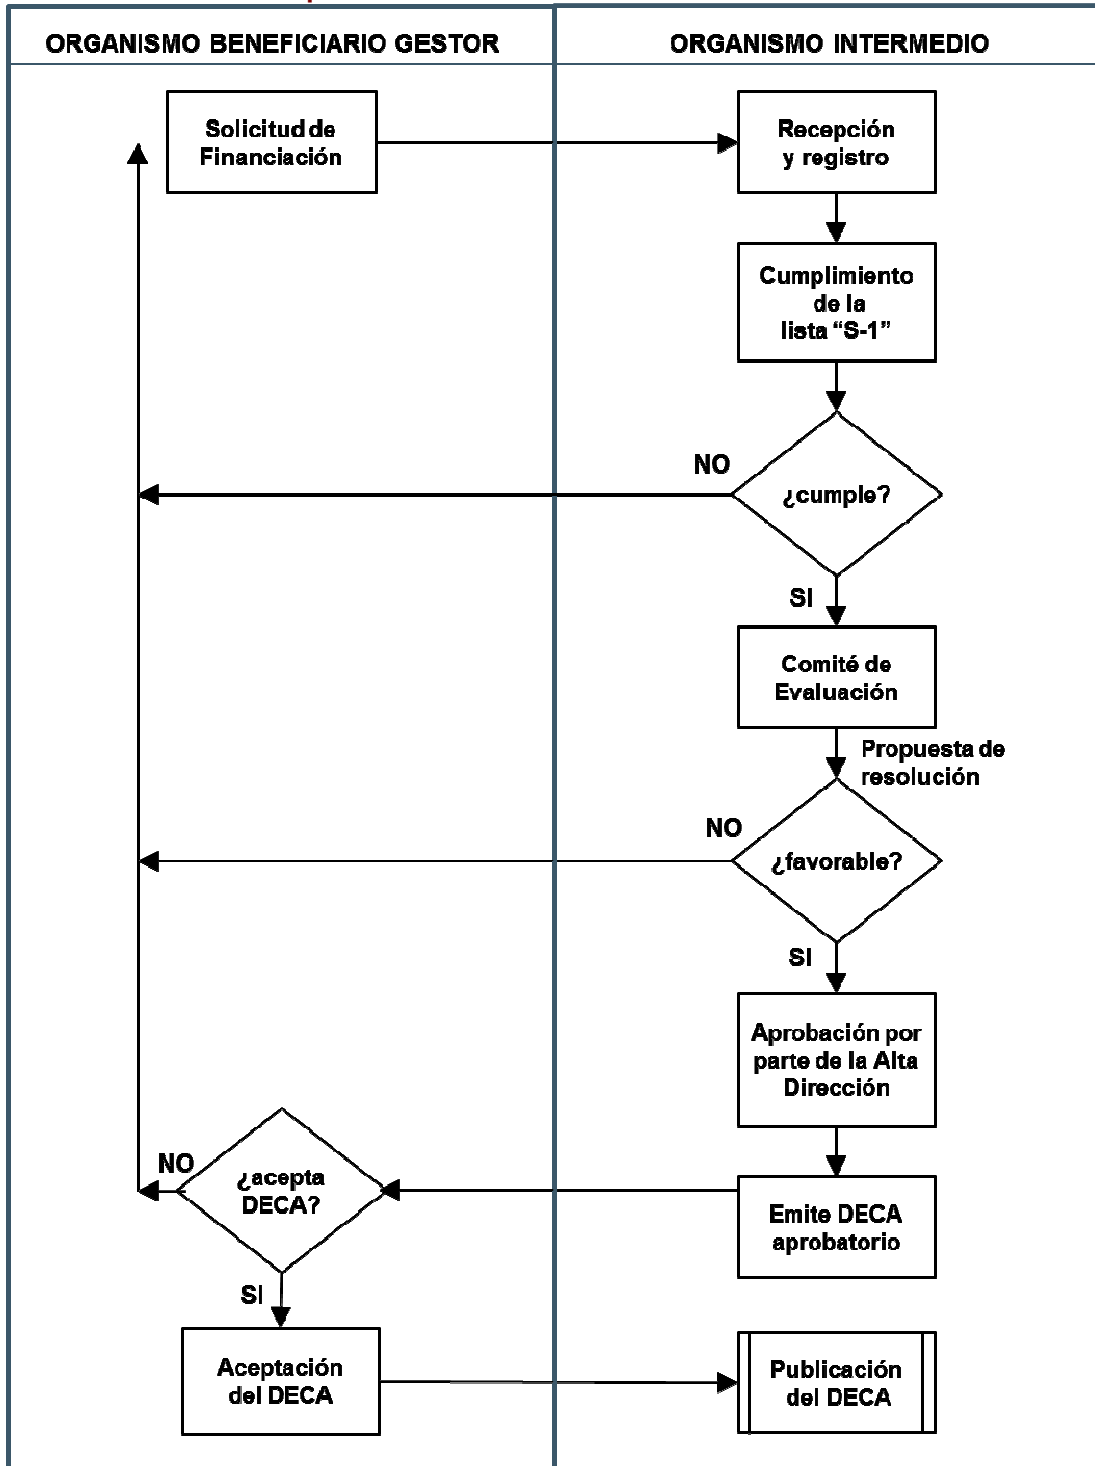 ORGANISMO BENEFICIARIO GESTOR
ORGANISMO INTERMEDIO
Solicitud de
Financiación
Recepción
y registro
Cumplimiento
de la
lista “S-1”
NO
¿cumple?
SI
Comité de
Evaluación
Propuesta de
resolución
NO
¿favorable?
SI
Aprobación por
parte de la Alta
Dirección
NO
¿acepta
DECA?
Emite DECA
aprobatorio
SI
Aceptación
del DECA
Publicación
del DECA